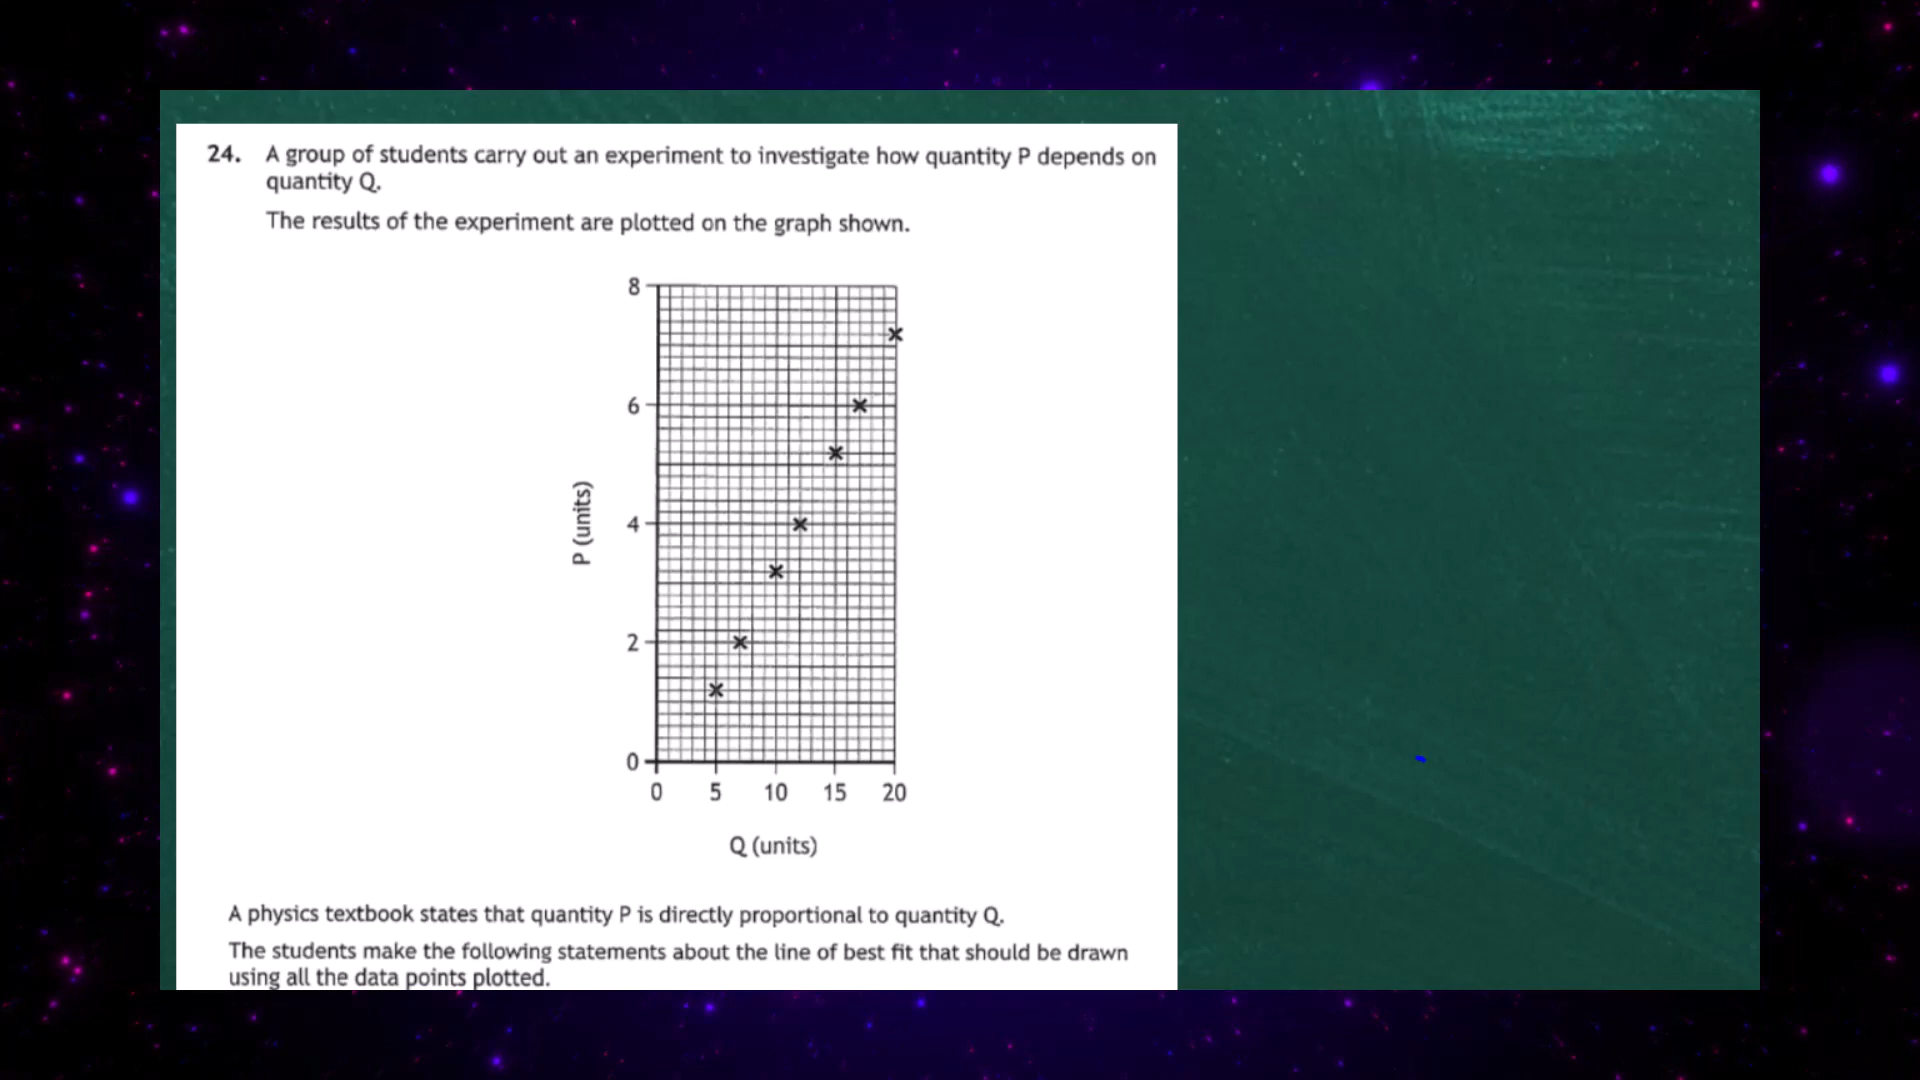 24. A group of students carry out an experiment to investigate how quantity P depends on
quantity Q.
The results of the experiment are plotted on the graph shown.
8
6
4
2
0
P (units)
0 5 10 15 20
Q (units)
A physics textbook states that quantity P is directly proportional to quantity Q.
The students make the following statements about the line of best fit that should be drawn
using all the data points plotted.